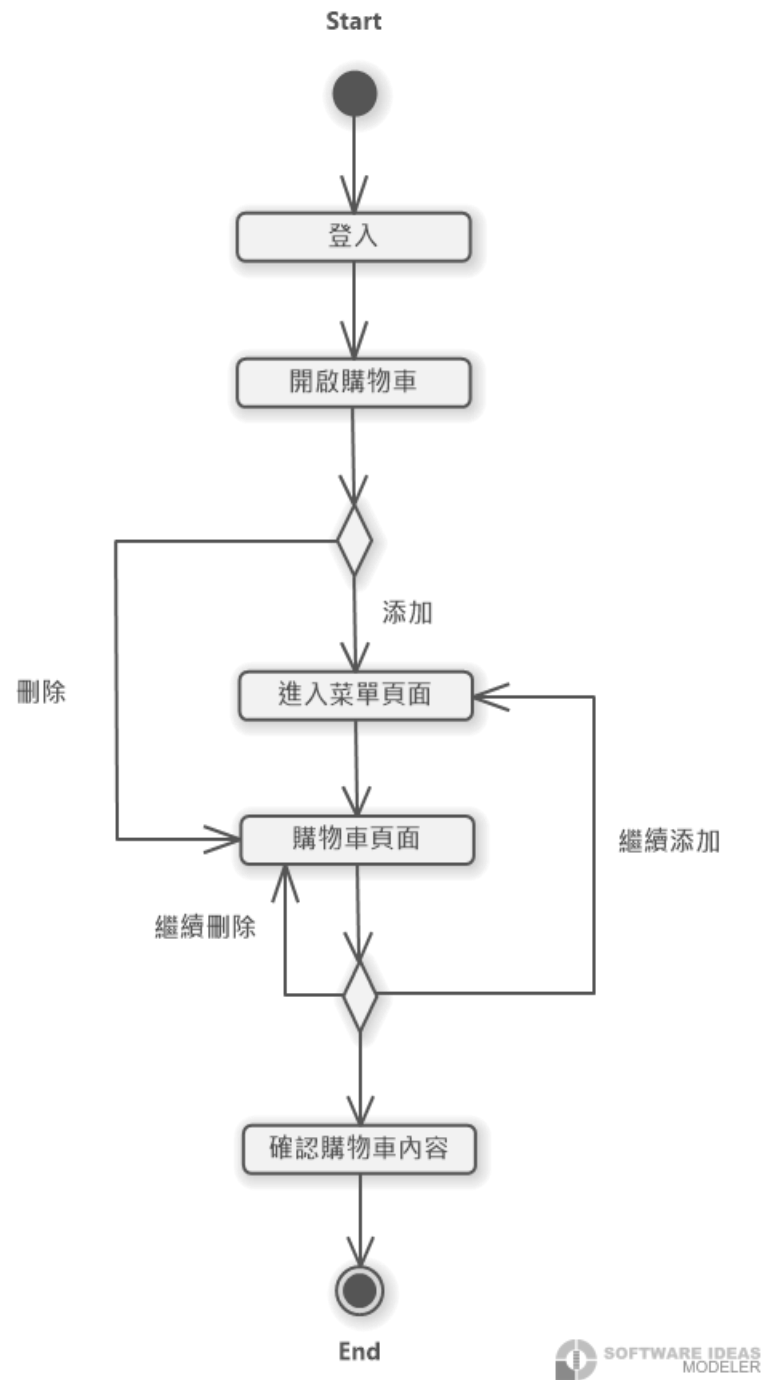 Start
登入
開啟購物車
添加
刪除
進入菜單頁面
購物車頁面
繼續添加
繼續刪除
確認購物車內容
End
SOFTWARE IDEAS
MODELER